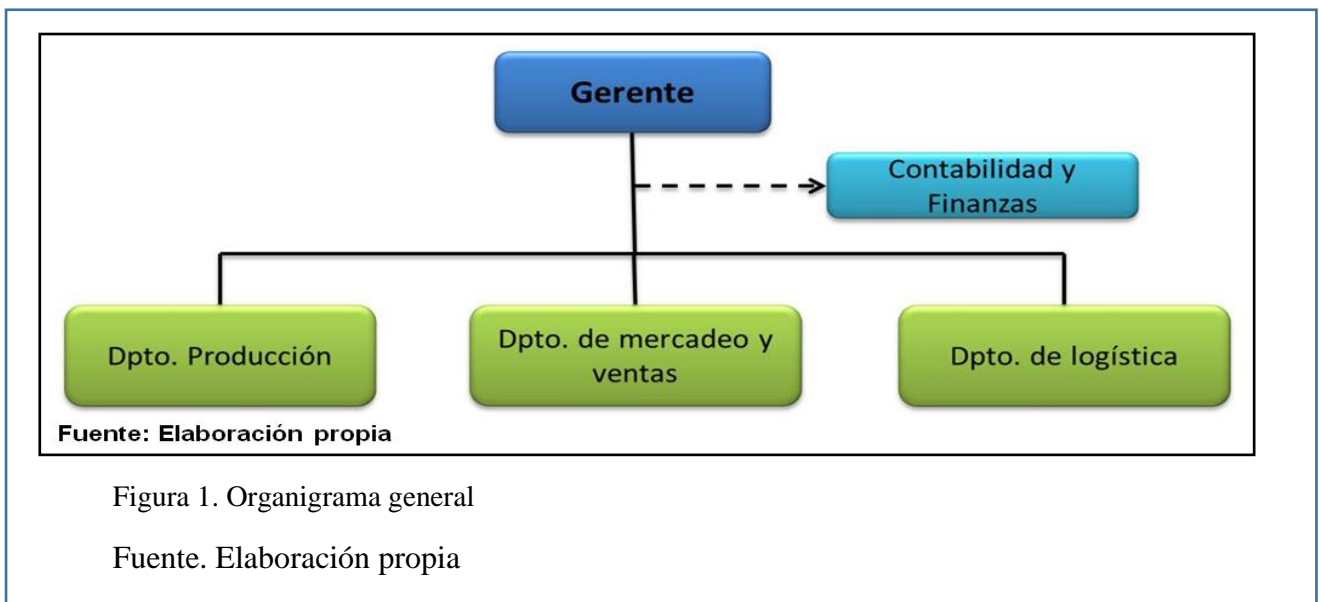 Gerente
Contabilidad y
Finanzas
Dpto. Producción
Dpto. de mercadeo y
ventas
Dpto. de logística
Fuente: Elaboración propia
Figura 1. Organigrama general
Fuente. Elaboración propia